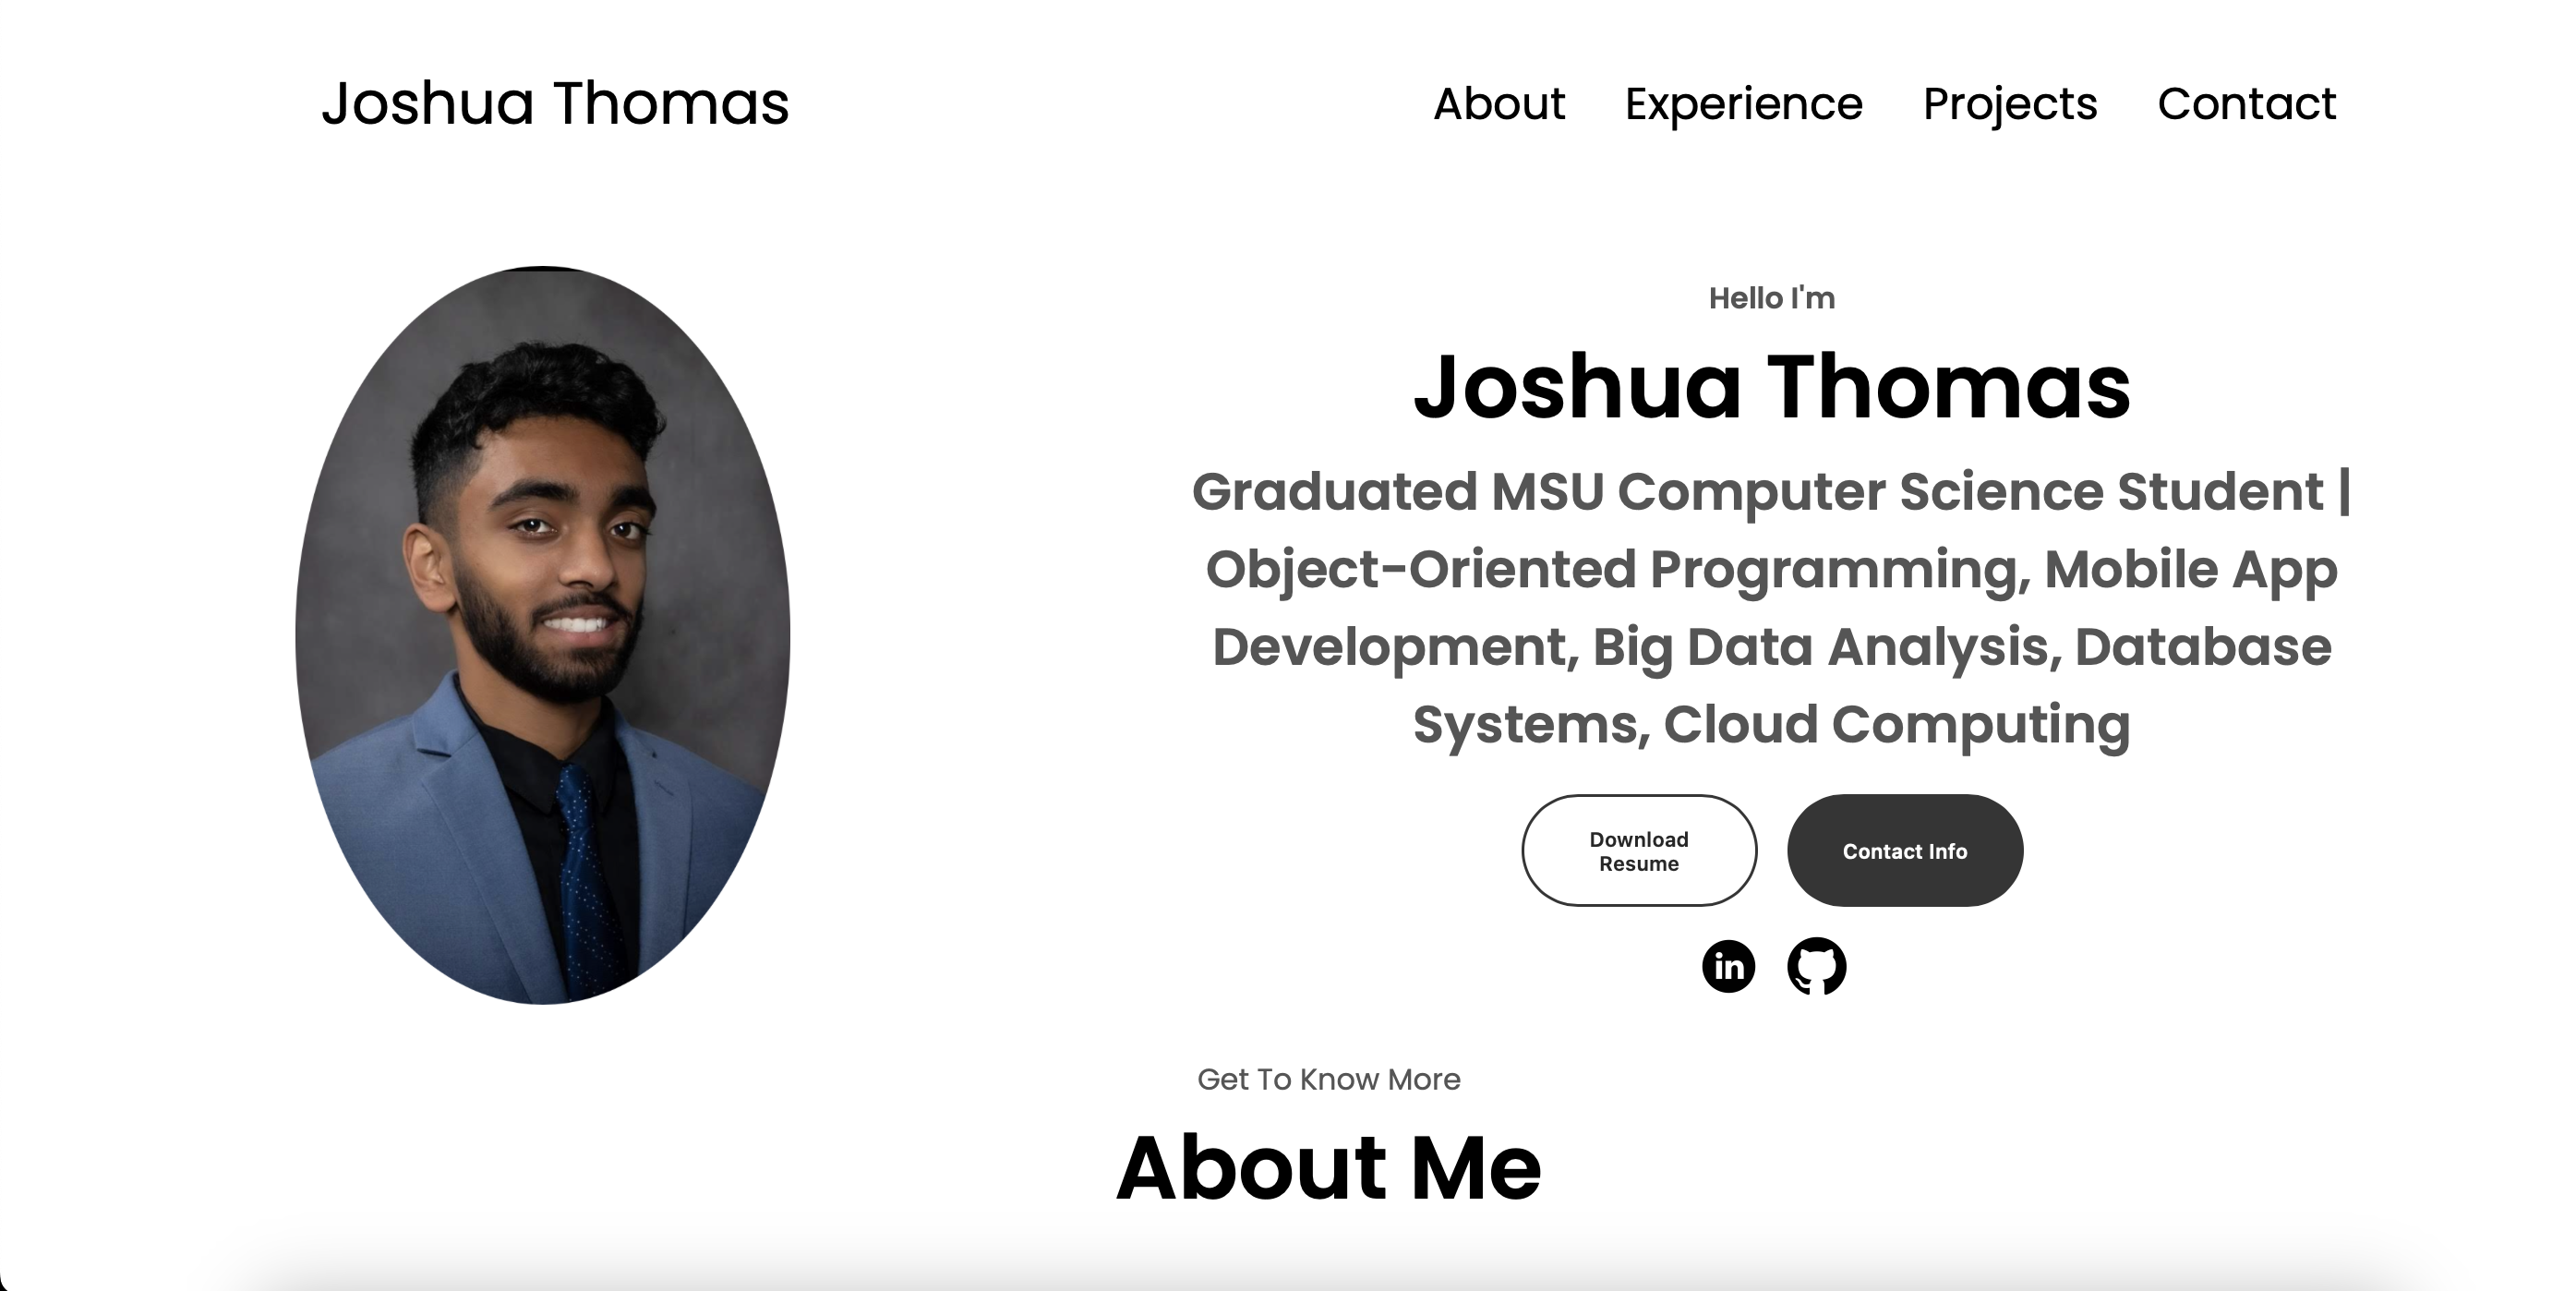 Joshua Thomas
About Experience Projects Contact
Hello I'm
Joshua Thomas
Graduated MSU Computer Science Student |
Object-Oriented Programming, Mobile App
Development, Big Data Analysis, Database
Systems, Cloud Computing
Download
Resume
Contact Info
in
Get To Know More
About Me